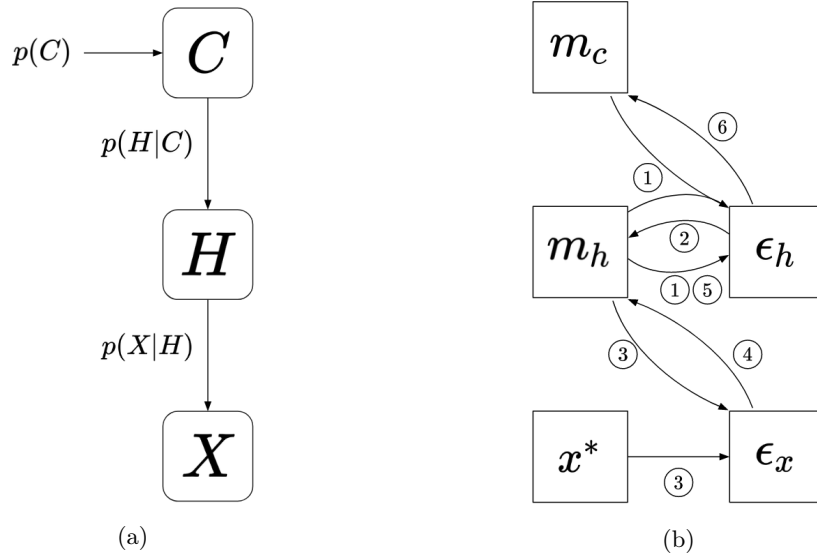 p(C)
C
p(H|C)
H
p(X|H)
X
(a)
m_c
⑥
①
m_h
②
ϵ_h
① ⑤
③
④
x*
③
ϵ_x
(b)